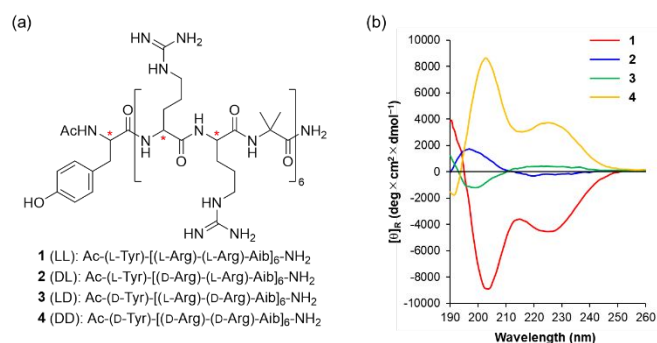 (a)
NH
NH₂
HN
O
H
N
O
H
N
AcHN
*
N
H
*
O
*
N
H
O
NH₂
6
HO
HN
NH₂
NH
1 (LL): Ac-(L-Tyr)-[(L-Arg)-(L-Arg)-Aib]₆-NH₂
2 (DL): Ac-(L-Tyr)-[(D-Arg)-(L-Arg)-Aib]₆-NH₂
3 (LD): Ac-(D-Tyr)-[(L-Arg)-(D-Arg)-Aib]₆-NH₂
4 (DD): Ac-(D-Tyr)-[(D-Arg)-(D-Arg)-Aib]₆-NH₂
(b)
10000
8000
6000
4000
2000
0
-2000
-4000
-6000
-8000
-10000
[θ]R (deg × cm² × dmol⁻¹)
190 200 210 220 230 240 250 260
Wavelength (nm)
1
2
3
4